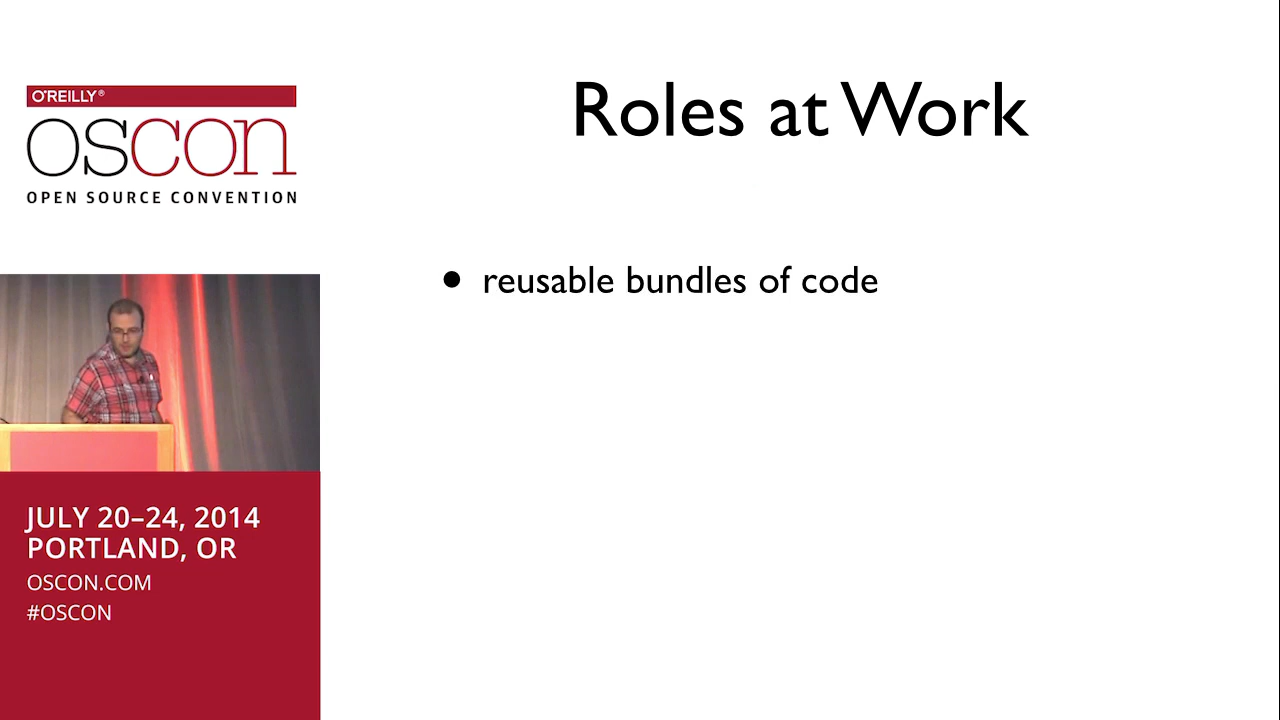 O'REILLY®
OSCON
OPEN SOURCE CONVENTION
Roles at Work
• reusable bundles of code
JULY 20–24, 2014
PORTLAND, OR
OSCON.COM
#OSCON